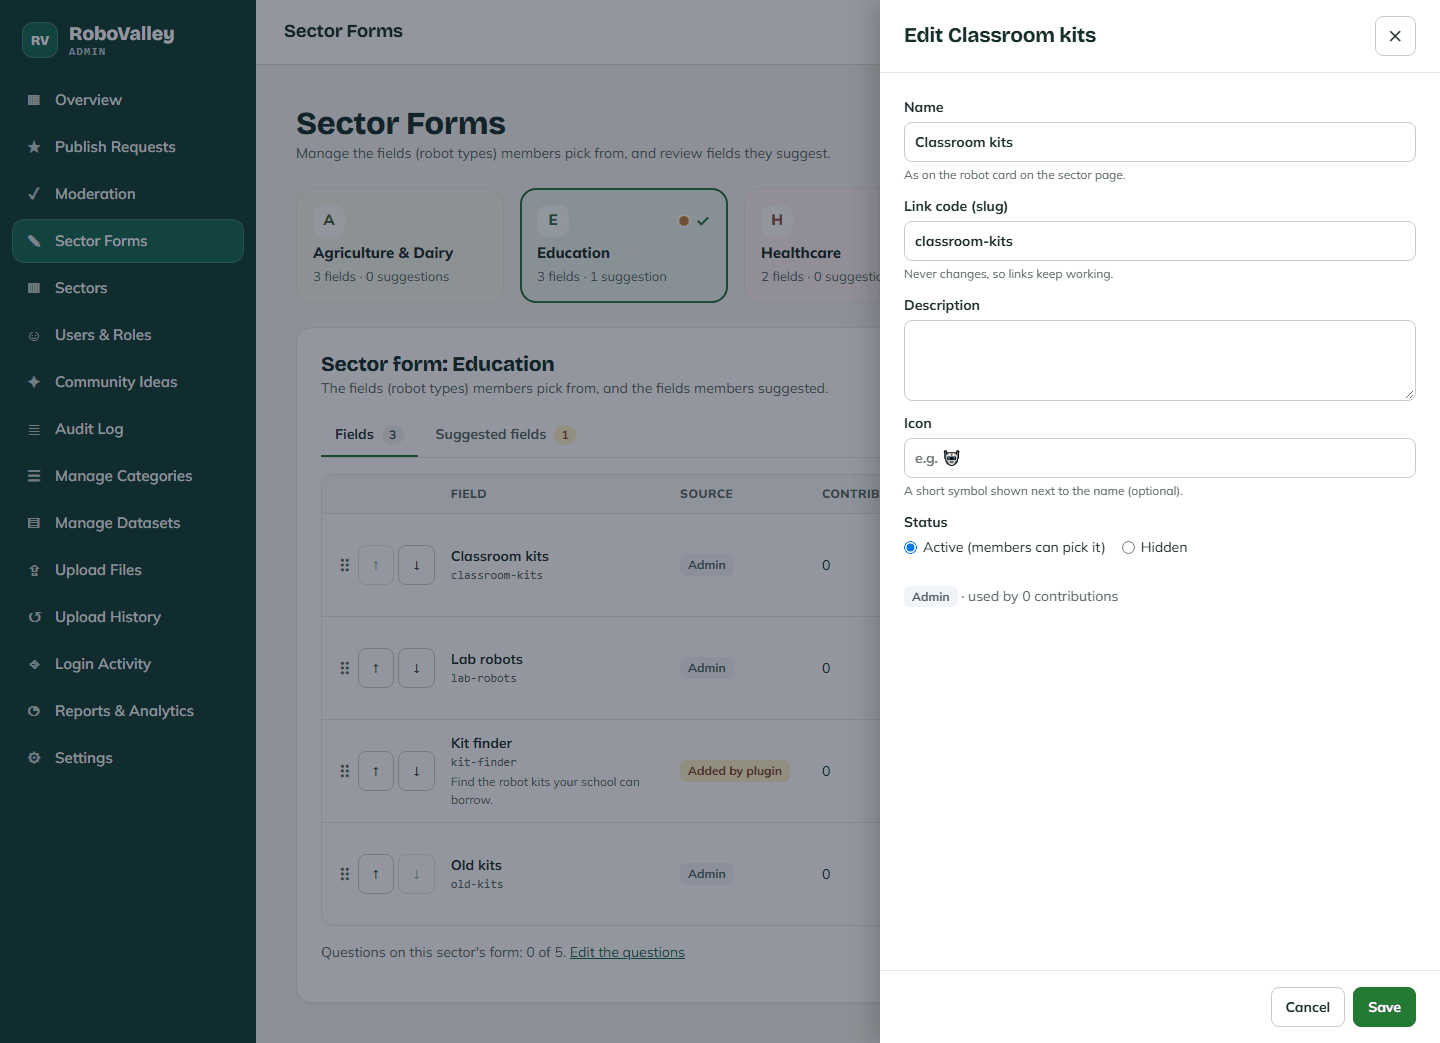 RV
RoboValley
ADMIN
Overview
Publish Requests
Moderation
Sector Forms
Sectors
Users & Roles
Community Ideas
Audit Log
Manage Categories
Manage Datasets
Upload Files
Upload History
Login Activity
Reports & Analytics
Settings
Sector Forms
Sector Forms
Manage the fields (robot types) members pick from, and review fields they suggest.
A
Agriculture & Dairy
3 fields · 0 suggestions
E
Education
3 fields · 1 suggestion
H
Healthcare
2 fields · 0
Sector form: Education
The fields (robot types) members pick from, and the fields members suggested.
Fields 3
Suggested fields 1
FIELD SOURCE CONTRIB
Classroom kits
classroom-kits
Admin
0
Lab robots
lab-robots
Admin
0
Kit finder
kit-finder
Find the robot kits your school can
borrow.
Added by plugin
0
Old kits
old-kits
Admin
0
Questions on this sector's form: 0 of 5. Edit the questions
Edit Classroom kits
Name
Classroom kits
As on the robot card on the sector page.
Link code (slug)
classroom-kits
Never changes, so links keep working.
Description
Icon
e.g.
A short symbol shown next to the name (optional).
Status
Active (members can pick it) Hidden
Admin · used by 0 contributions
Cancel
Save